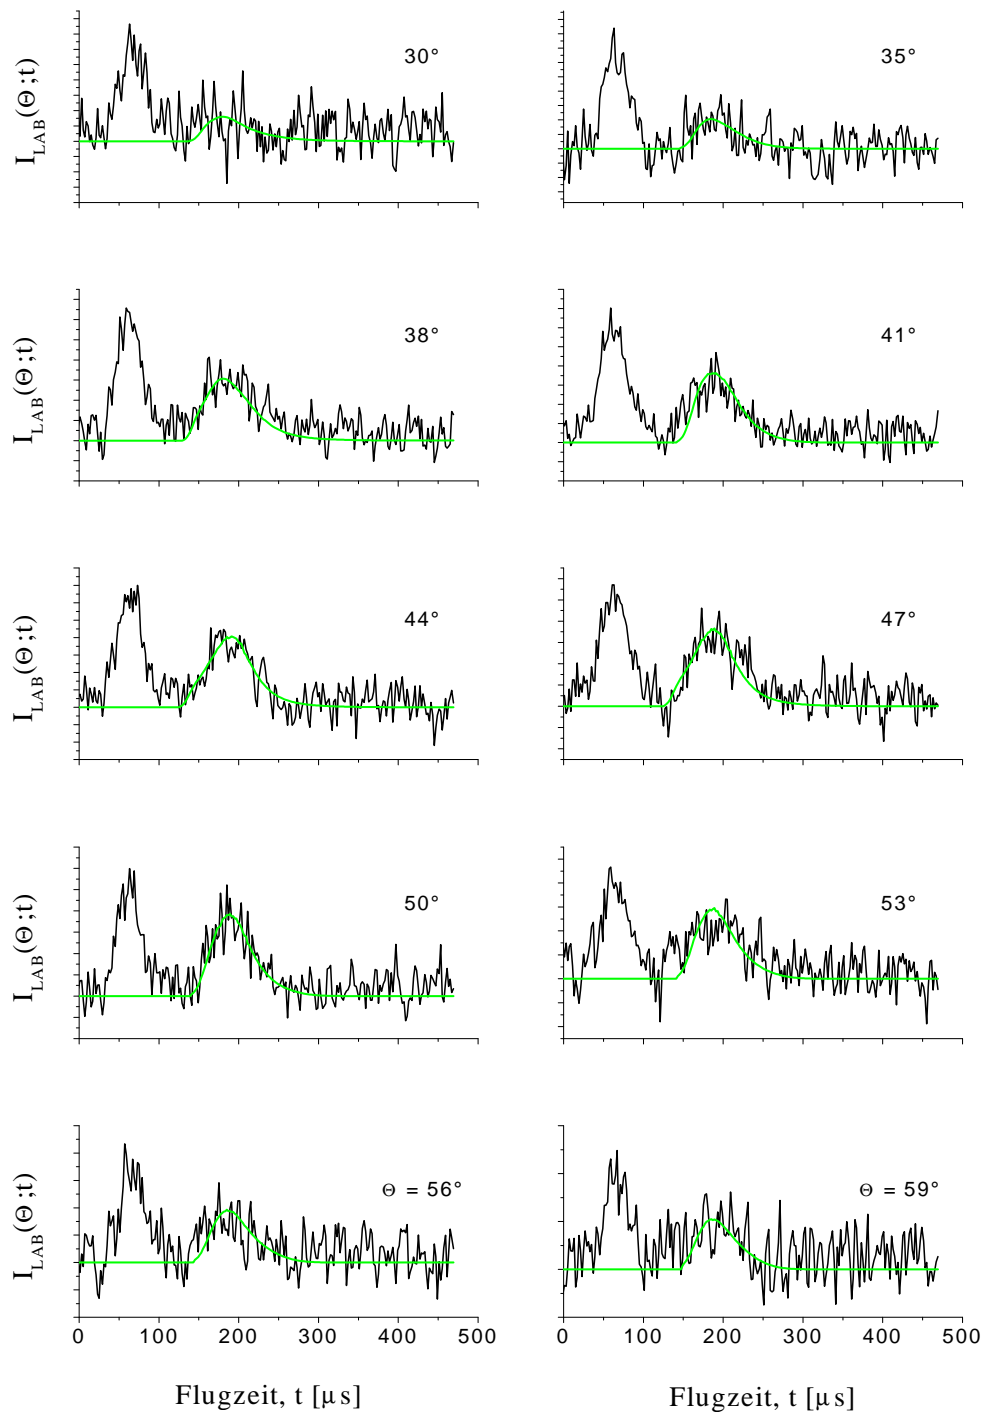 I_LAB(Θ;t)
30°
35°
I_LAB(Θ;t)
38°
41°
I_LAB(Θ;t)
44°
47°
I_LAB(Θ;t)
50°
53°
I_LAB(Θ;t)
Θ = 56°
Θ = 59°
0 100 200 300 400 500
0 100 200 300 400 500
Flugzeit, t [μs]
Flugzeit, t [μs]